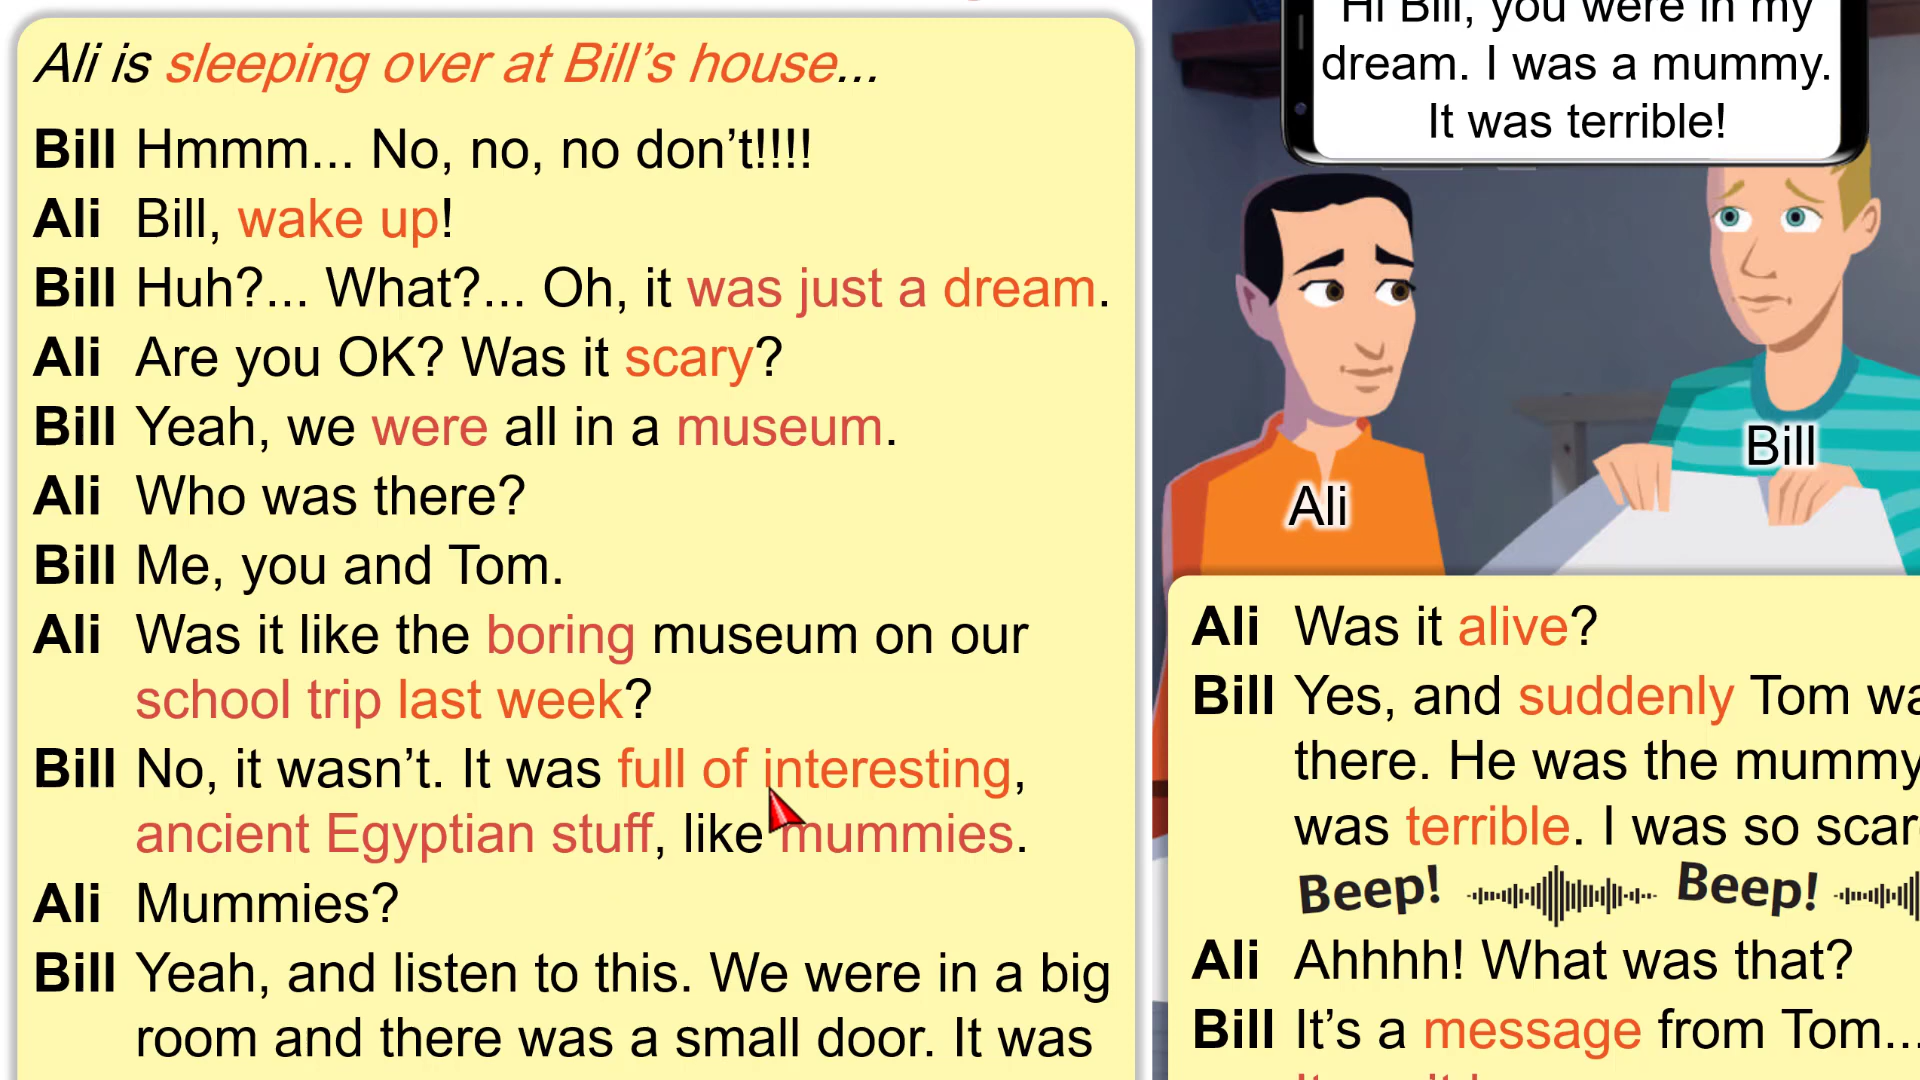 Ali is sleeping over at Bill’s house...
Bill Hmmm... No, no, no don’t!!!!
Ali Bill, wake up!
Bill Huh?... What?... Oh, it was just a dream.
Ali Are you OK? Was it scary?
Bill Yeah, we were all in a museum.
Ali Who was there?
Bill Me, you and Tom.
Ali Was it like the boring museum on our
school trip last week?
Bill No, it wasn’t. It was full of interesting,
ancient Egyptian stuff, like mummies.
Ali Mummies?
Bill Yeah, and listen to this. We were in a big
room and there was a small door. It was
Hi Bill, you were in my
dream. I was a mummy.
It was terrible!
Ali
Bill
Ali Was it alive?
Bill Yes, and suddenly Tom
there. He was the mummy
was terrible. I was so
Beep! Beep!
Ali Ahhhh! What was that?
Bill It’s a message from Tom...